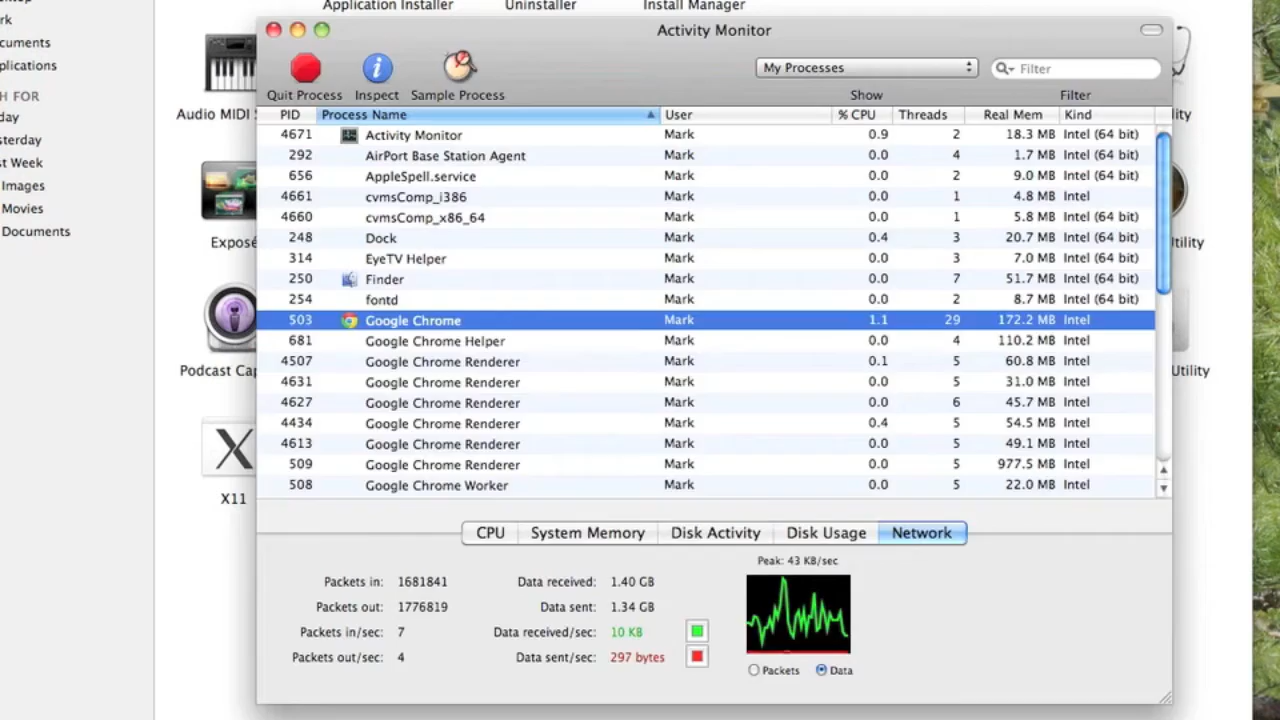 Application Installer Uninstaller Install Manager
Activity Monitor
Quit Process Inspect Sample Process My Processes Show Filter Filter
PID Process Name User % CPU Threads Real Mem Kind
4671 Activity Monitor Mark 0.9 2 18.3 MB Intel (64 bit)
292 AirPort Base Station Agent Mark 0.0 4 1.7 MB Intel (64 bit)
656 AppleSpell.service Mark 0.0 2 9.0 MB Intel (64 bit)
4661 cvmsComp_i386 Mark 0.0 1 4.8 MB Intel
4660 cvmsComp_x86_64 Mark 0.0 1 5.8 MB Intel (64 bit)
248 Dock Mark 0.4 3 20.7 MB Intel (64 bit)
314 EyeTV Helper Mark 0.0 3 7.0 MB Intel (64 bit)
250 Finder Mark 0.0 7 51.7 MB Intel (64 bit)
254 fontd Mark 0.0 2 8.7 MB Intel (64 bit)
503 Google Chrome Mark 1.1 29 172.2 MB Intel
681 Google Chrome Helper Mark 0.0 4 110.2 MB Intel
4507 Google Chrome Renderer Mark 0.1 5 60.8 MB Intel
4631 Google Chrome Renderer Mark 0.0 5 31.0 MB Intel
4627 Google Chrome Renderer Mark 0.0 6 45.7 MB Intel
4434 Google Chrome Renderer Mark 0.4 5 54.5 MB Intel
4613 Google Chrome Renderer Mark 0.0 5 49.1 MB Intel
509 Google Chrome Renderer Mark 0.0 5 977.5 MB Intel
508 Google Chrome Worker Mark 0.0 5 22.0 MB Intel
CPU System Memory Disk Activity Disk Usage Network
Packets in: 1681841 Data received: 1.40 GB
Packets out: 1776819 Data sent: 1.34 GB
Packets in/sec: 7 Data received/sec: 10 KB
Packets out/sec: 4 Data sent/sec: 297 bytes
Peak: 43 KB/sec
Packets Data
rk
cuments
plications
H FOR
day
sterday
st Week
Images
Movies
Documents
Audio MIDI
Exposé
Podcast Cap
X11
ity
tility
Utility